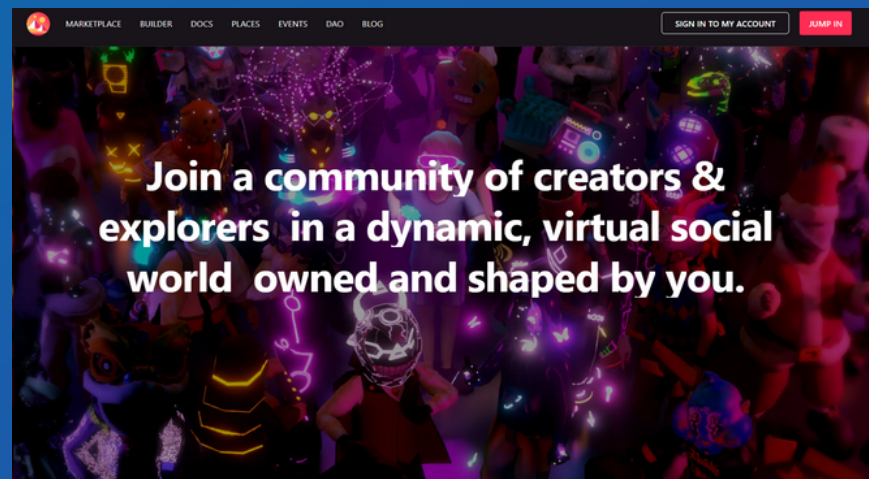 MARKETPLACE BUILDER DOCS PLACES EVENTS DAO BLOG SIGN IN TO MY ACCOUNT JUMP IN
Join a community of creators &
explorers in a dynamic, virtual social
world owned and shaped by you.